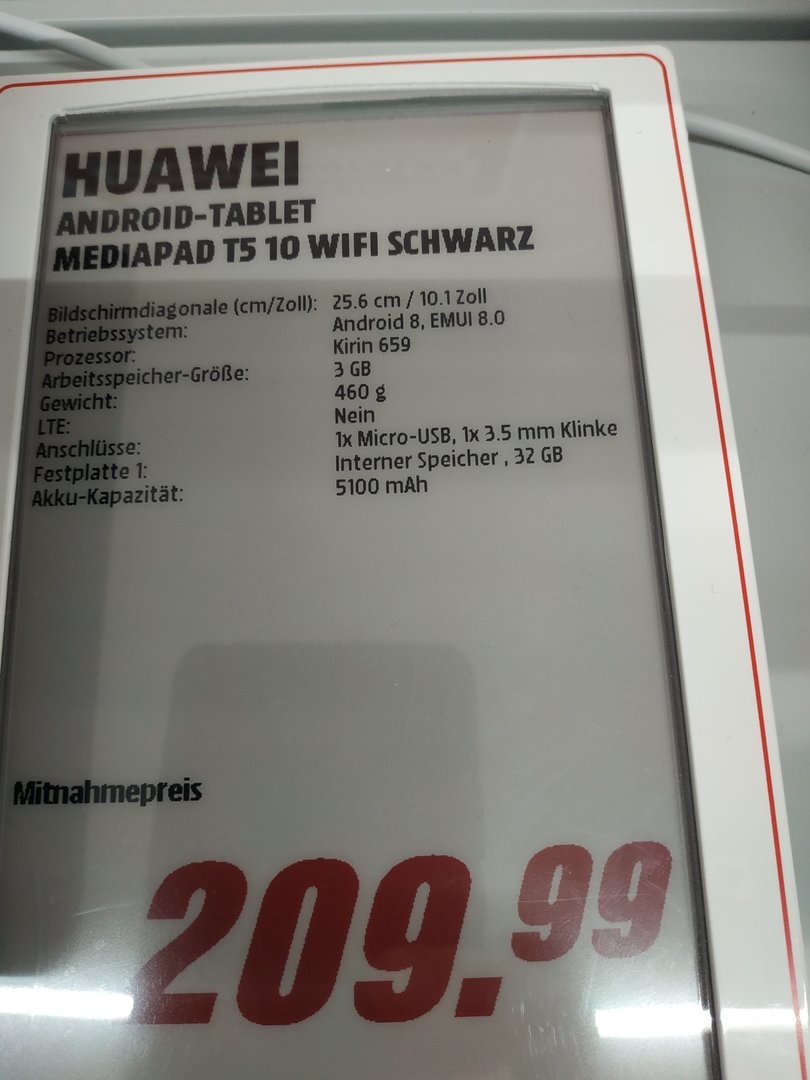 HUAWEI
ANDROID-TABLET
MEDIAPAD T5 10 WIFI SCHWARZ
Bildschirmdiagonale (cm/Zoll): 25.6 cm / 10.1 Zoll
Betriebssystem: Android 8, EMUI 8.0
Prozessor: Kirin 659
Arbeitsspeicher-Größe: 3 GB
Gewicht: 460 g
LTE: Nein
Anschlüsse: 1x Micro-USB, 1x 3.5 mm Klinke
Festplatte 1: Interner Speicher , 32 GB
Akku-Kapazität: 5100 mAh
Mitnahmepreis
209.99